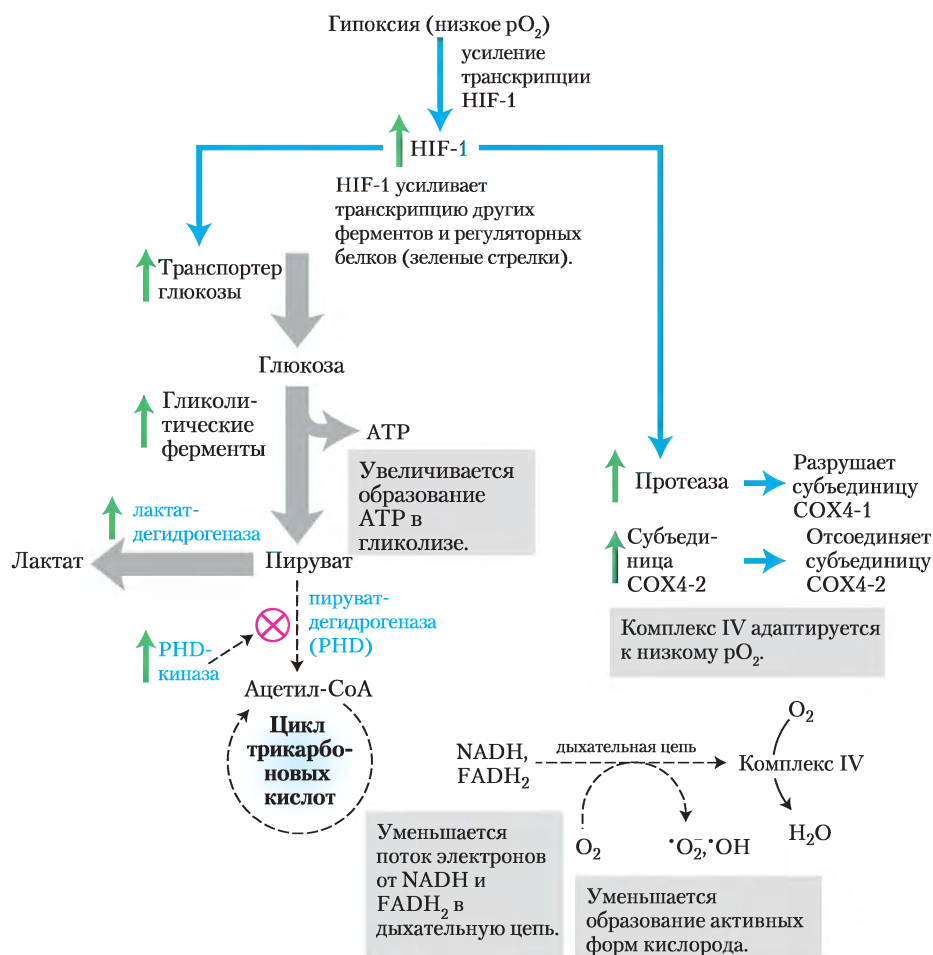 Гипоксия (низкое pO₂)
усиление
транскрипции
HIF-1
HIF-1
HIF-1 усиливает
транскрипцию других
ферментов и регуляторных
белков (зеленые стрелки).
Транспортер
глюкозы
Глюкоза
Гликоли-
тические
ферменты
ATP
Увеличивается
образование
ATP в
гликолизе.
лактат-
дегидрогеназа
Лактат
Пируват
пируват-
дегидрогеназа
(PHD)
PHD-
киназа
Ацетил-CoA
Цикл
трикарбо-
новых
кислот
Протеаза
Разрушает
субъединицу
COX4-1
Субъеди-
ница
COX4-2
Отсоединяет
субъединицу
COX4-2
Комплекс IV адаптируется
к низкому pO₂.
NADH,
FADH₂
дыхательная цепь
O₂
Комплекс IV
H₂O
O₂
•O₂⁻, •OH
Уменьшается
поток электронов
от NADH и
FADH₂ в
дыхательную цепь.
Уменьшается
образование активных
форм кислорода.